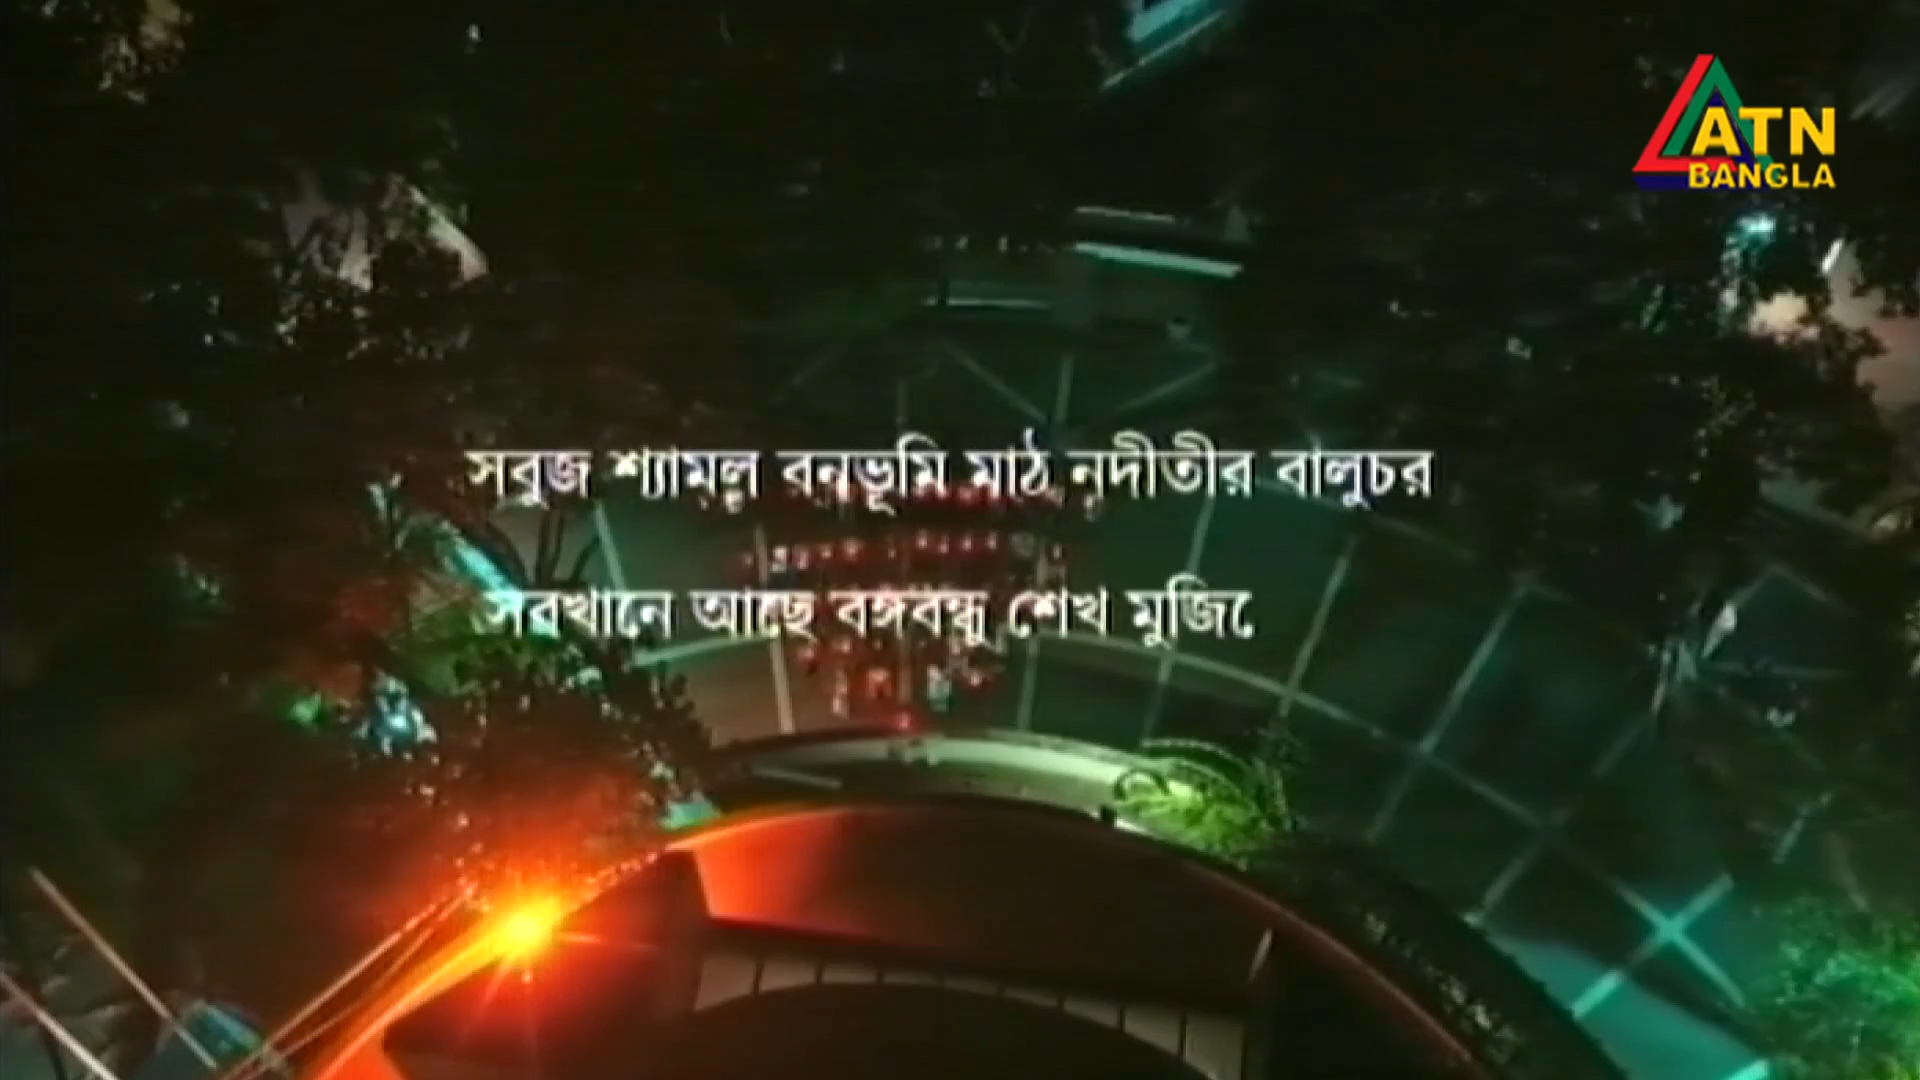 ATN
BANGLA
সবুজ শ্যামল বনভূমি মাঠ নদীতীর বালুচর
সবখানে আছে বঙ্গবন্ধু শেখ